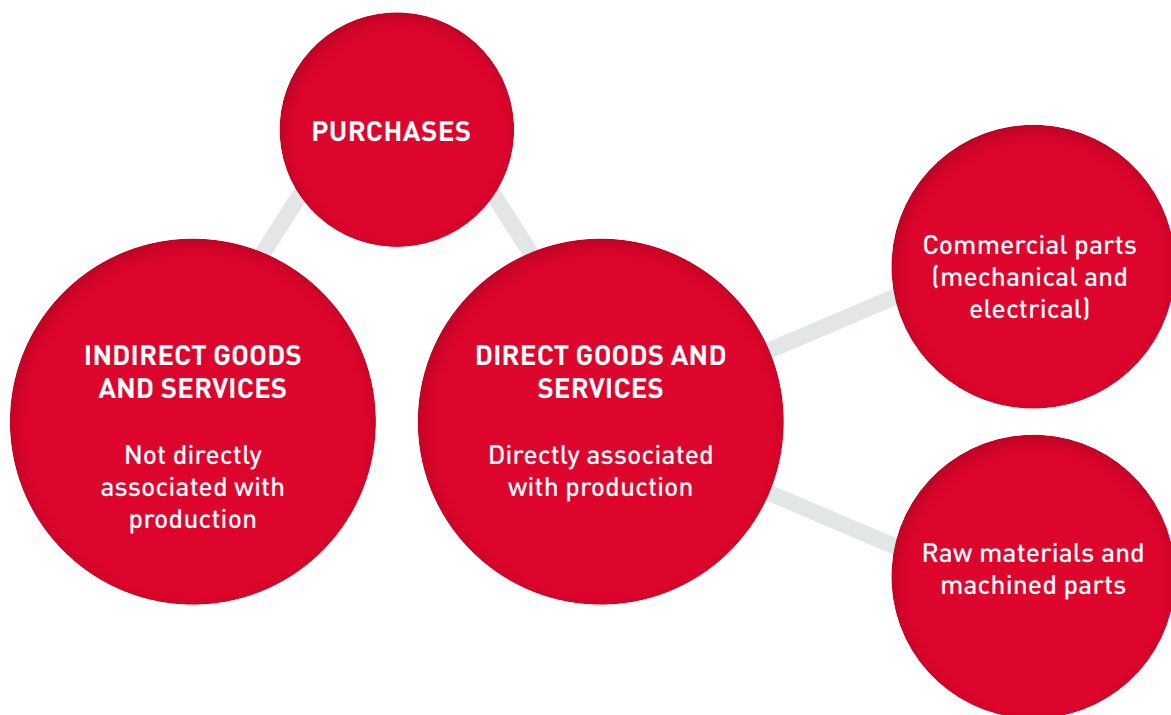 PURCHASES
INDIRECT GOODS
AND SERVICES
Not directly
associated with
production
DIRECT GOODS AND
SERVICES
Directly associated
with production
Commercial parts
(mechanical and
electrical)
Raw materials and
machined parts